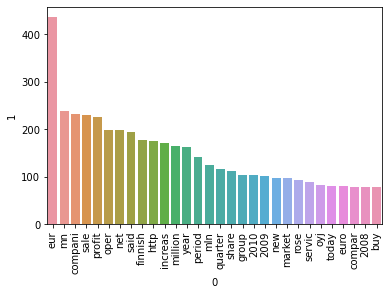 400
300
200
100
0
1
eur
mn
compani
sale
profit
oper
net
said
finnish
http
increas
million
year
period
mln
quarter
share
group
2010
2009
new
market
rose
servic
oyj
today
euro
compar
2008
buy
0